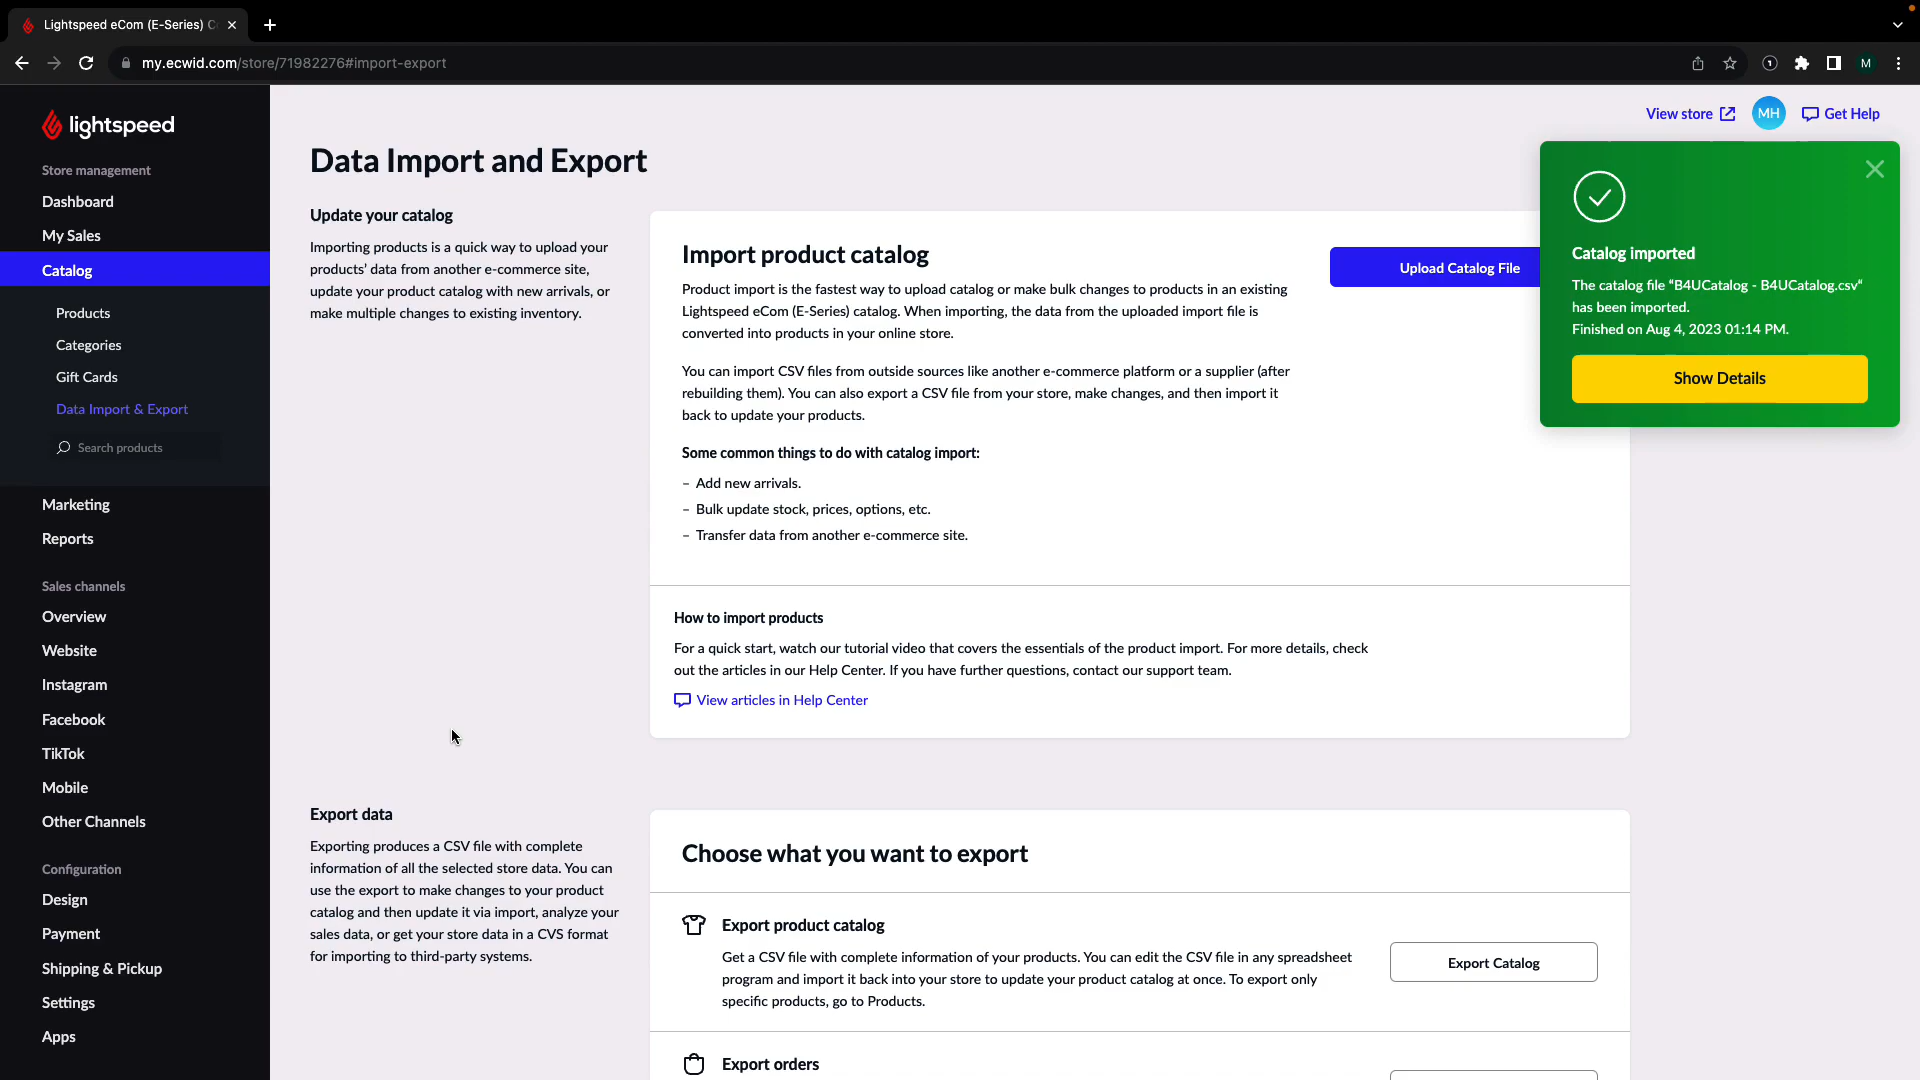 Lightspeed eCom (E-Series) C
my.ecwid.com/store/71982276#import-export
M
lightspeed
Store management
Dashboard
My Sales
Catalog
Products
Categories
Gift Cards
Data Import & Export
Search products
Marketing
Reports
Sales channels
Overview
Website
Instagram
Facebook
TikTok
Mobile
Other Channels
Configuration
Design
Payment
Shipping & Pickup
Settings
Apps
View store
MH
Get Help
Data Import and Export
Update your catalog
Importing products is a quick way to upload your
products' data from another e-commerce site,
update your product catalog with new arrivals, or
make multiple changes to existing inventory.
Import product catalog
Upload Catalog File
Product import is the fastest way to upload catalog or make bulk changes to products in an existing
Lightspeed eCom (E-Series) catalog. When importing, the data from the uploaded import file is
converted into products in your online store.
You can import CSV files from outside sources like another e-commerce platform or a supplier (after
rebuilding them). You can also export a CSV file from your store, make changes, and then import it
back to update your products.
Some common things to do with catalog import:
– Add new arrivals.
– Bulk update stock, prices, options, etc.
– Transfer data from another e-commerce site.
How to import products
For a quick start, watch our tutorial video that covers the essentials of the product import. For more details, check
out the articles in our Help Center. If you have further questions, contact our support team.
View articles in Help Center
Catalog imported
The catalog file “B4UCatalog - B4UCatalog.csv“
has been imported.
Finished on Aug 4, 2023 01:14 PM.
Show Details
Export data
Exporting produces a CSV file with complete
information of all the selected store data. You can
use the export to make changes to your product
catalog and then update it via import, analyze your
sales data, or get your store data in a CVS format
for importing to third-party systems.
Choose what you want to export
Export product catalog
Get a CSV file with complete information of your products. You can edit the CSV file in any spreadsheet
program and import it back into your store to update your product catalog at once. To export only
specific products, go to Products.
Export Catalog
Export orders